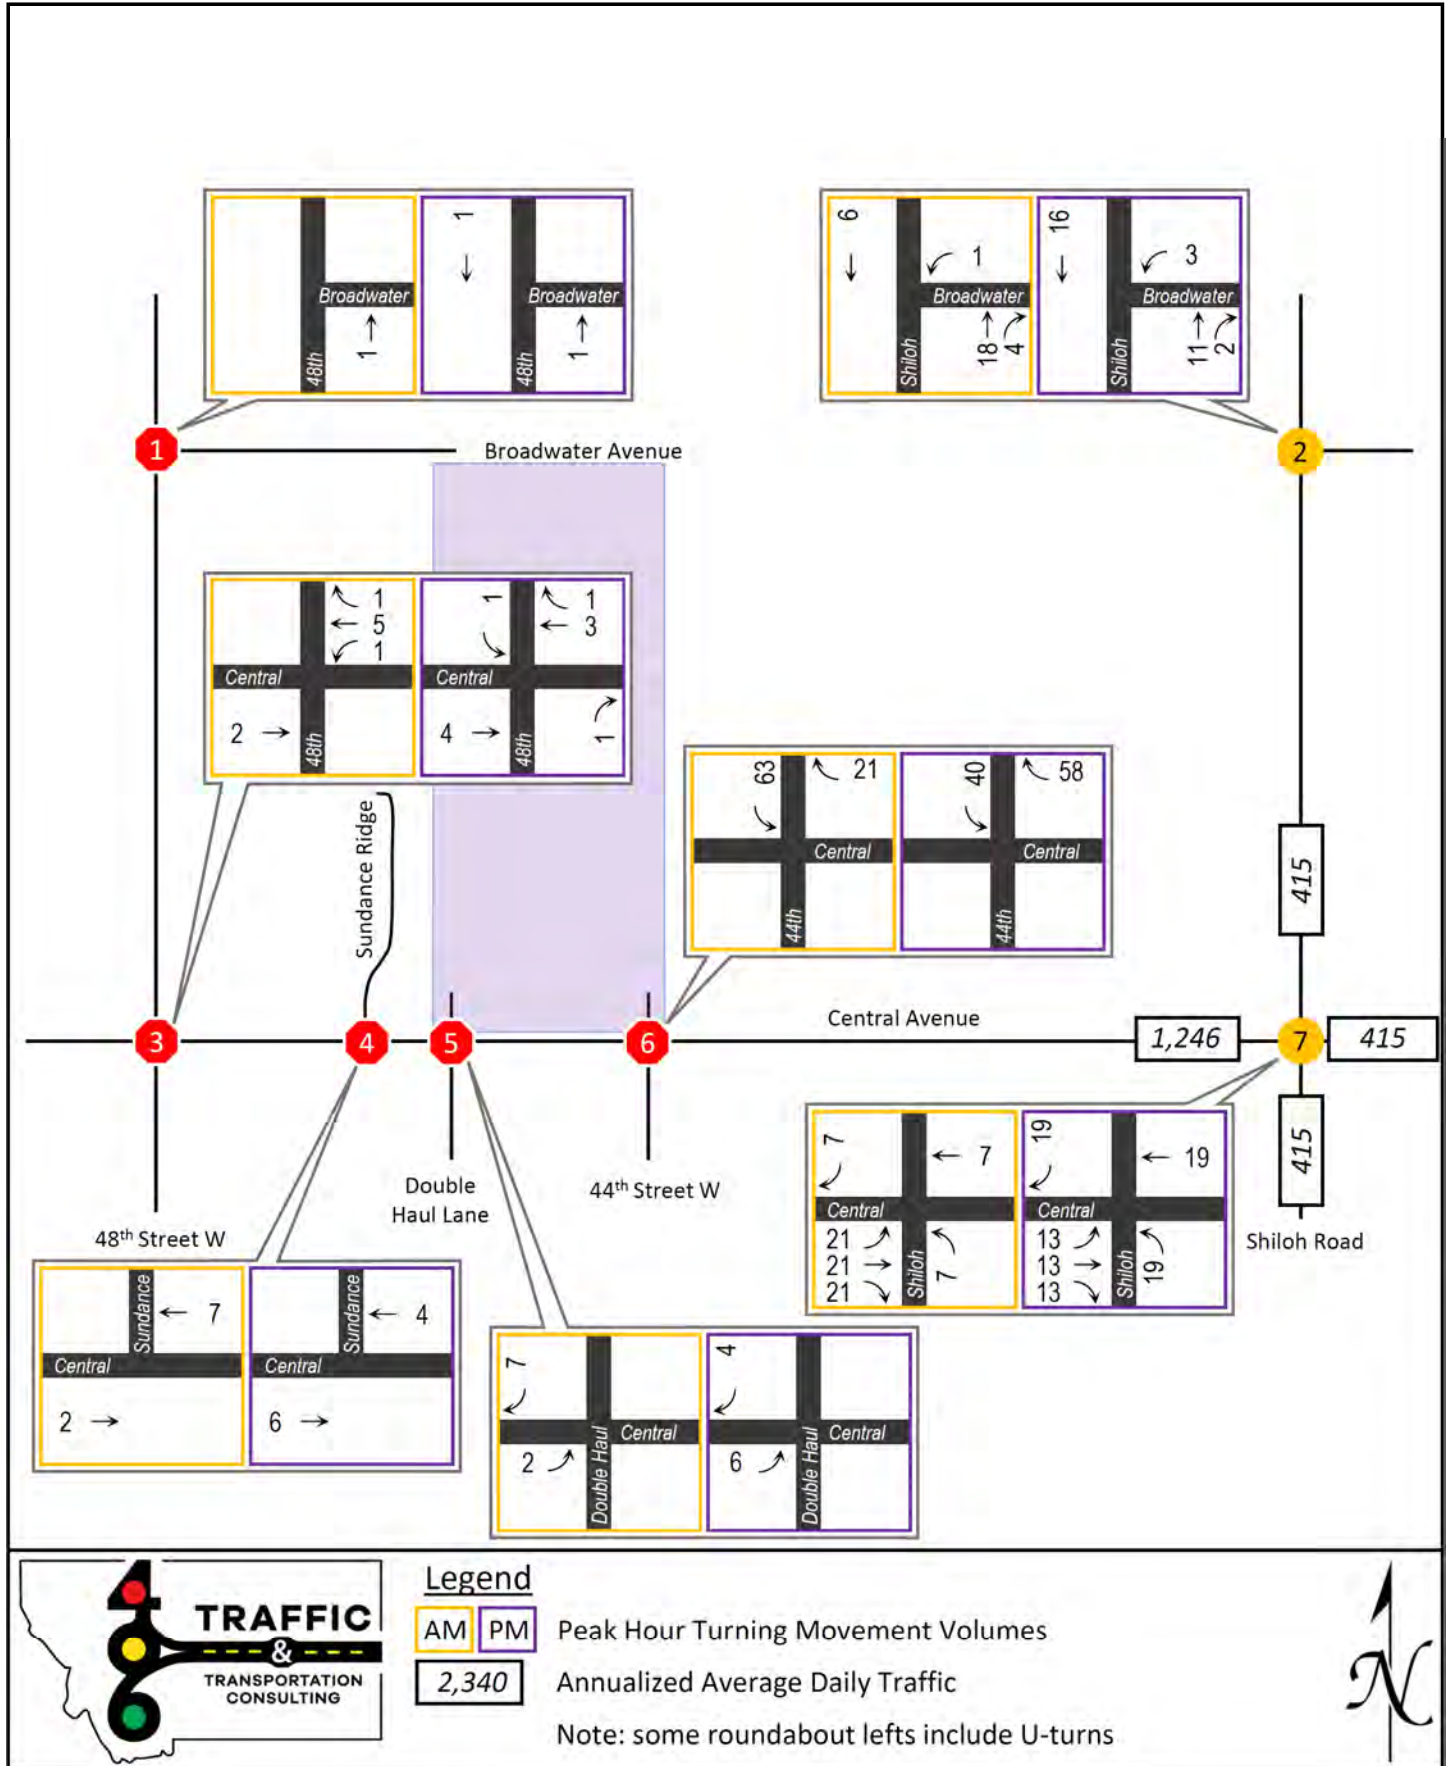 1
Broadwater
Broadwater
1
48th
1
48th
6
16
1
3
Broadwater
Broadwater
18
4
11
2
Shiloh
Shiloh
1
Broadwater Avenue
2
1
5
1
1
1
3
Central
Central
2
48th
4
48th
1
63
21
40
58
Central
Central
44th
44th
Sundance Ridge
415
Central Avenue
3
4
5
6
1,246
7
415
415
7
7
19
19
Central
Central
21
21
21
Shiloh
7
13
13
13
Shiloh
19
Double
Haul Lane
44th Street W
48th Street W
Shiloh Road
Sundance
7
Sundance
4
Central
Central
2
6
7
4
Central
Central
2
Double Haul
6
Double Haul
406
TRAFFIC
&
TRANSPORTATION
CONSULTING
Legend
AM PM Peak Hour Turning Movement Volumes
2,340 Annualized Average Daily Traffic
Note: some roundabout lefts include U-turns
N